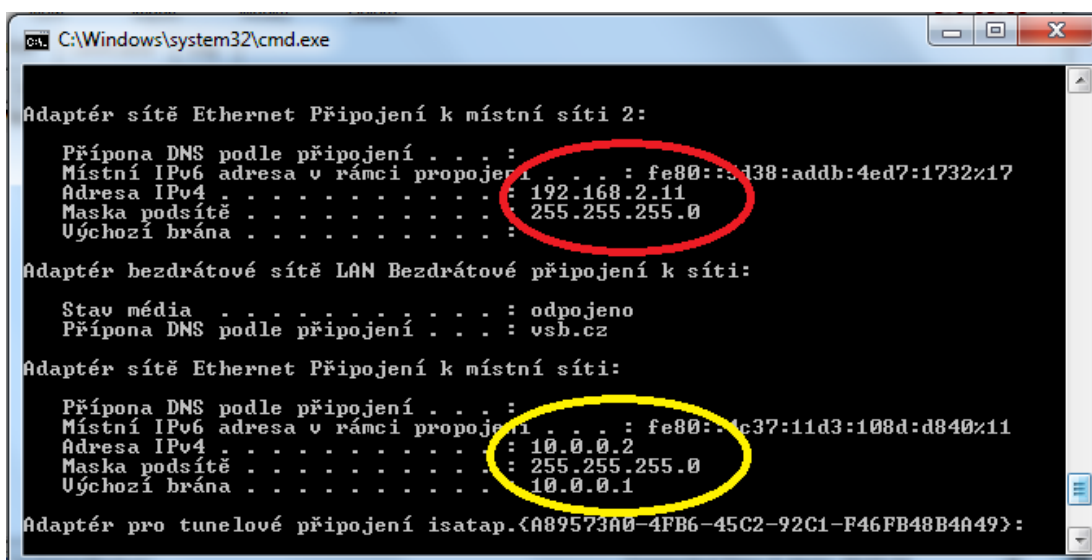 C:\Windows\system32\cmd.exe
Adaptér sítě Ethernet Připojení k místní síti 2:
Přípona DNS podle připojení . . . :
Místní IPv6 adresa v rámci propojení . . . : fe80:: :addb:4ed7:1732%17
Adresa IPv4 . . . . . . . . . . . : 192.168.2.11
Maska podsítě . . . . . . . . . . : 255.255.255.0
Výchozí brána . . . . . . . . . . :
Adaptér bezdrátové sítě LAN Bezdrátové připojení k síti:
Stav média . . . . . . . . . . . : odpojeno
Přípona DNS podle připojení . . . : vsb.cz
Adaptér sítě Ethernet Připojení k místní síti:
Přípona DNS podle připojení . . . :
Místní IPv6 adresa v rámci propojení . . . : fe80:: :11d3:108d:d840%11
Adresa IPv4 . . . . . . . . . . . : 10.0.0.2
Maska podsítě . . . . . . . . . . : 255.255.255.0
Výchozí brána . . . . . . . . . . : 10.0.0.1
Adaptér pro tunelové připojení isatap.{A89573A0-4FB6-45C2-92C1-F46FB48B4A49}: